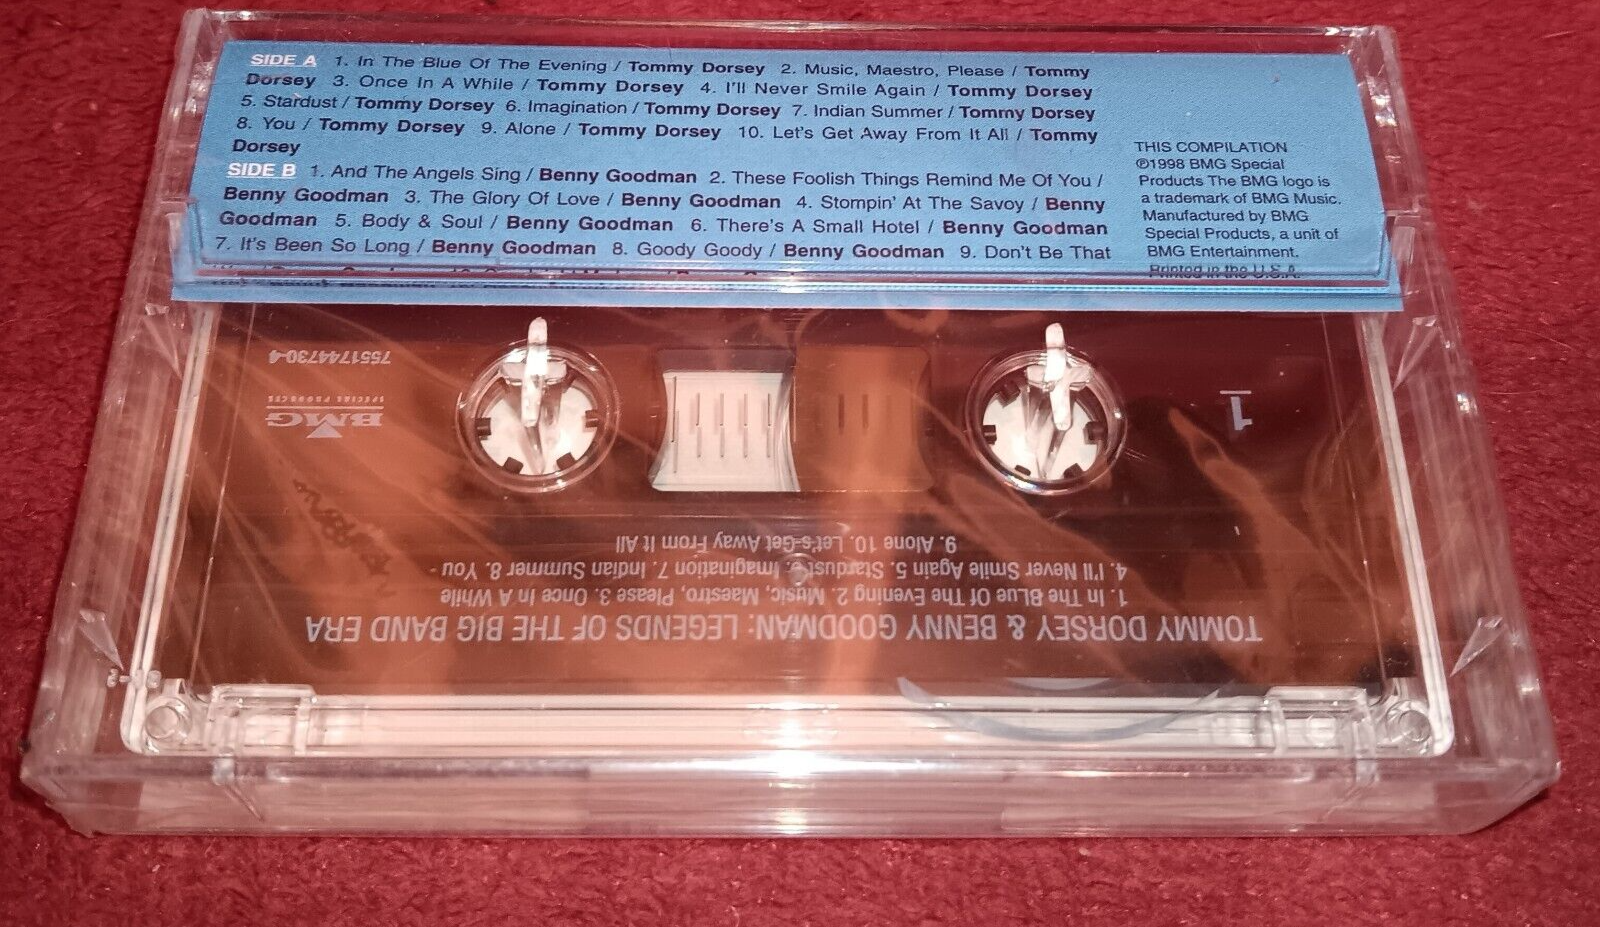 SIDE A 1. In The Blue Of The Evening / Tommy Dorsey 2. Music, Maestro, Please / Tommy
Dorsey 3. Once In A While / Tommy Dorsey 4. I'll Never Smile Again / Tommy Dorsey
5. Stardust / Tommy Dorsey 6. Imagination / Tommy Dorsey 7. Indian Summer / Tommy Dorsey
8. You / Tommy Dorsey 9. Alone / Tommy Dorsey 10. Let's Get Away From It All / Tommy
Dorsey
SIDE B 1. And The Angels Sing / Benny Goodman 2. These Foolish Things Remind Me Of You /
Benny Goodman 3. The Glory Of Love / Benny Goodman 4. Stompin' At The Savoy / Benny
Goodman 5. Body & Soul / Benny Goodman 6. There's A Small Hotel / Benny Goodman
7. It's Been So Long / Benny Goodman 8. Goody Goody / Benny Goodman 9. Don't Be That
THIS COMPILATION
℗1998 BMG Special
Products The BMG logo is
a trademark of BMG Music.
Manufactured by BMG
Special Products, a unit of
BMG Entertainment.
Printed in the U.S.A.
TOMMY DORSEY & BENNY GOODMAN: LEGENDS OF THE BIG BAND ERA
1. In The BLue Of The Evening 2. Music, Maestro, Please 3. Once In A While
4. I'll Never Smile Again 5. Stardust 6. Imagination 7. Indian Summer 8. You -
9. Alone 10. Let's Get Away From It All
1
BMG
SPECIAL PRODUCTS
7551744730-4